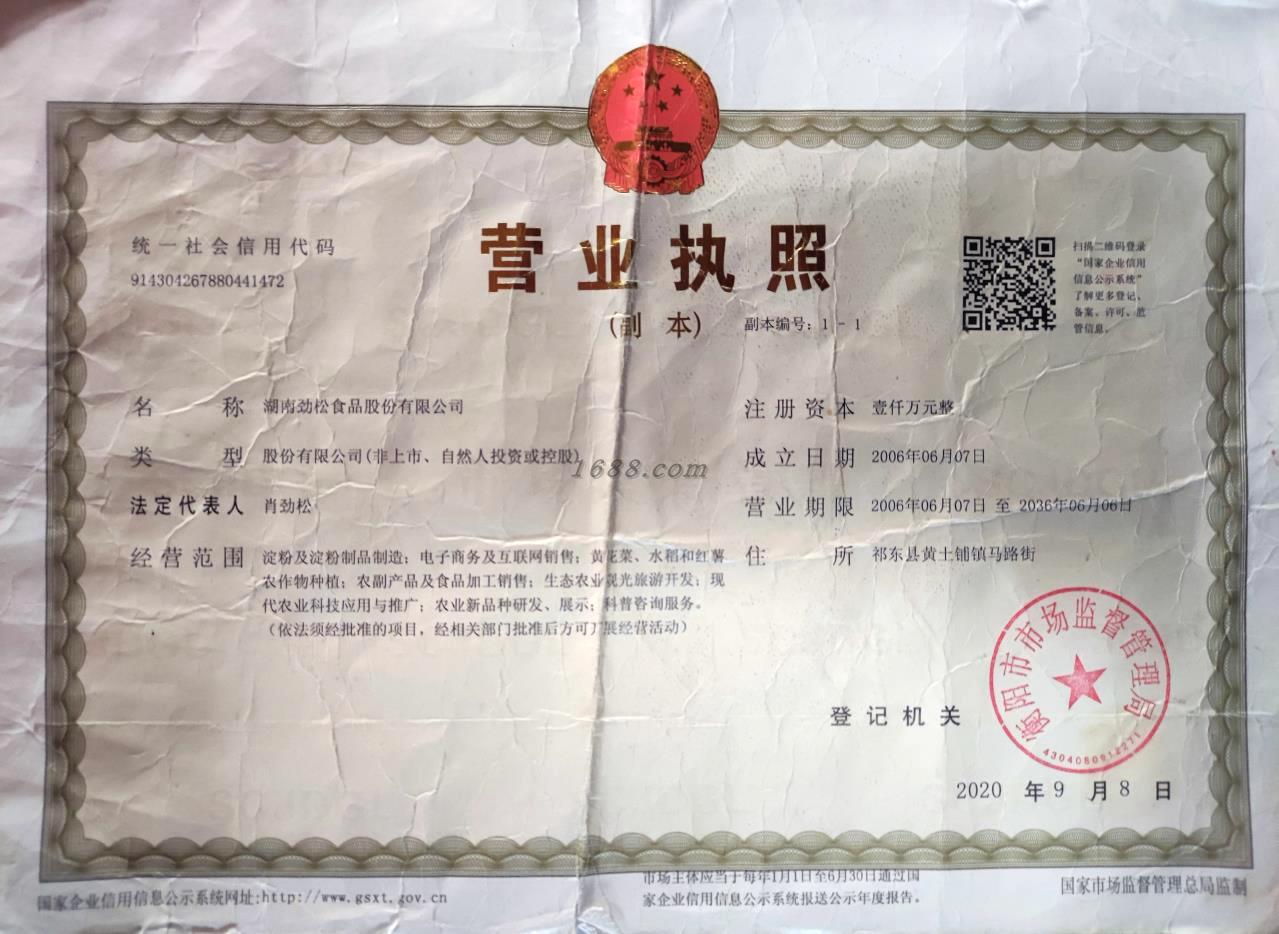 营业执照
(副 本)
副本编号：1-1
统一社会信用代码
914304267880441472
扫描二维码登录
“国家企业信用
信息公示系统”
了解更多登记、
备案、许可、监
管信息。
名 称 湖南劲松食品股份有限公司
类 型 股份有限公司(非上市、自然人投资或控股)
法定代表人 肖劲松
经营范围 淀粉及淀粉制品制造；电子商务及互联网销售；黄花菜、水稻和红薯
农作物种植；农副产品及食品加工销售；生态农业观光旅游开发；现
代农业科技应用与推广；农业新品种研发、展示；科普咨询服务。
（依法须经批准的项目，经相关部门批准后方可开展经营活动）
注册资本 壹仟万元整
成立日期 2006年06月07日
营业期限 2006年06月07日 至 2036年06月06日
住 所 祁东县黄土铺镇马路街
1688.com
登记机关
衡阳市市场监督管理局
4304080012271
2020 年 9 月 8 日
国家企业信用信息公示系统网址:http://www.gsxt.gov.cn
市场主体应当于每年1月1日至6月30日通过国
家企业信用信息公示系统报送公示年度报告。
国家市场监督管理总局监制